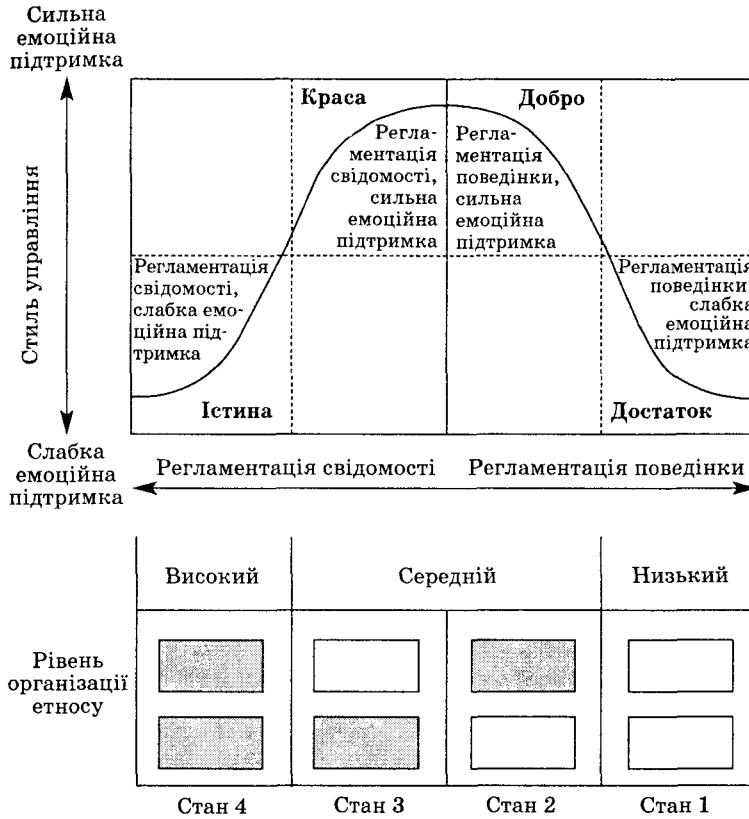 Сильна
емоційна
підтримка
Стиль управління
Слабка
емоційна
підтримка
Краса
Добро
Регла-
ментація
свідомості,
сильна
емоційна
підтримка
Регла-
ментація
поведінки,
сильна
емоційна
підтримка
Регламентація
свідомості,
слабка емо-
ційна під-
тримка
Регламентація
поведінки
слабка
емоційна
підтримка
Істина
Достаток
Регламентація свідомості
Регламентація поведінки
Високий
Середній
Низький
Рівень
організації
етносу
Стан 4
Стан 3
Стан 2
Стан 1